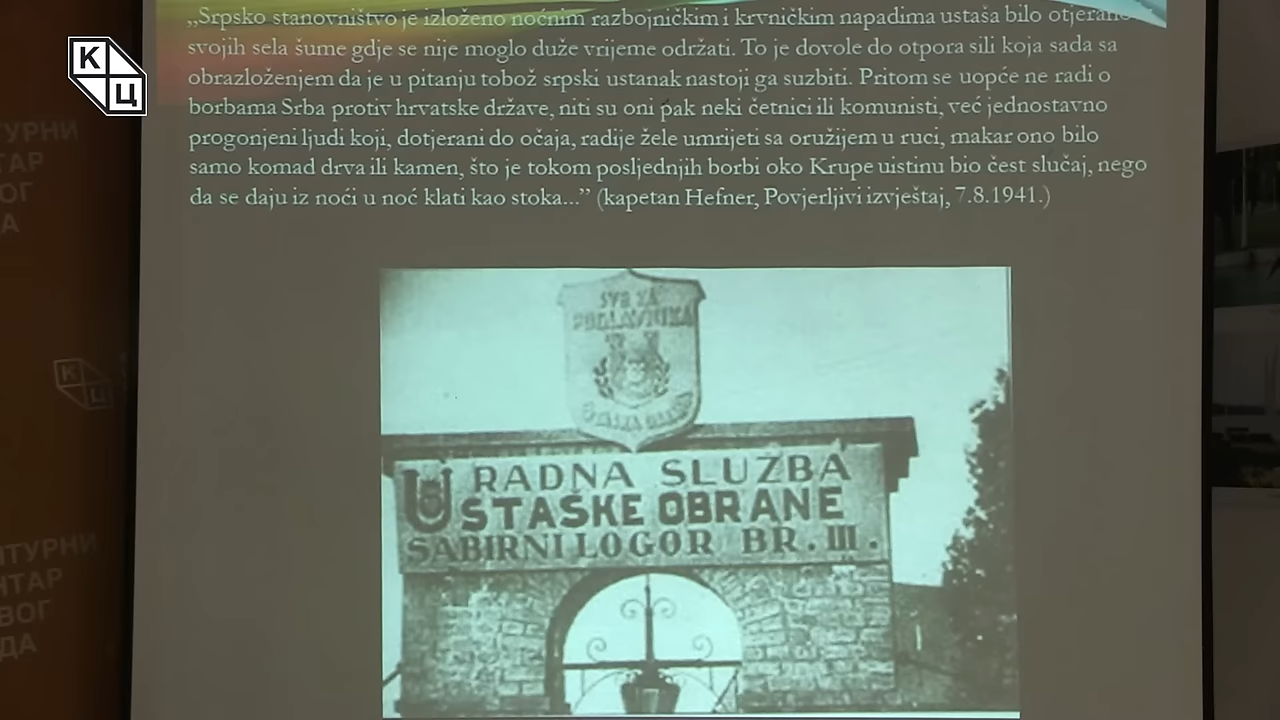 „Srpsko stanovništvo je izloženo noćnim razbojničkim i krvničkim napadima ustaša bilo otjerano
svojih sela šume gdje se nije moglo duže vrijeme održati. To je dovole do otpora sili koja sada sa
obrazloženjem da je u pitanju tobož srpski ustanak nastoji ga suzbiti. Pritom se uopće ne radi o
borbama Srba protiv hrvatske države, niti su oni pak neki četnici ili komunisti, već jednostavno
progonjeni ljudi koji, dotjerani do očaja, radije žele umrijeti sa oružijem u ruci, makar ono bilo
samo komad drva ili kamen, što je tokom posljednjih borbi oko Krupe uistinu bio čest slučaj, nego
da se daju iz noći u noć klati kao stoka...” (kapetan Hefner, Povjerljivi izvještaj, 7.8.1941.)
К
Ц
К
Ц
SVE ZA
POGLAVNIKA
U RADNA SLUŽBA
USTAŠKE OBRANE
SABIRNI LOGOR BR. III.